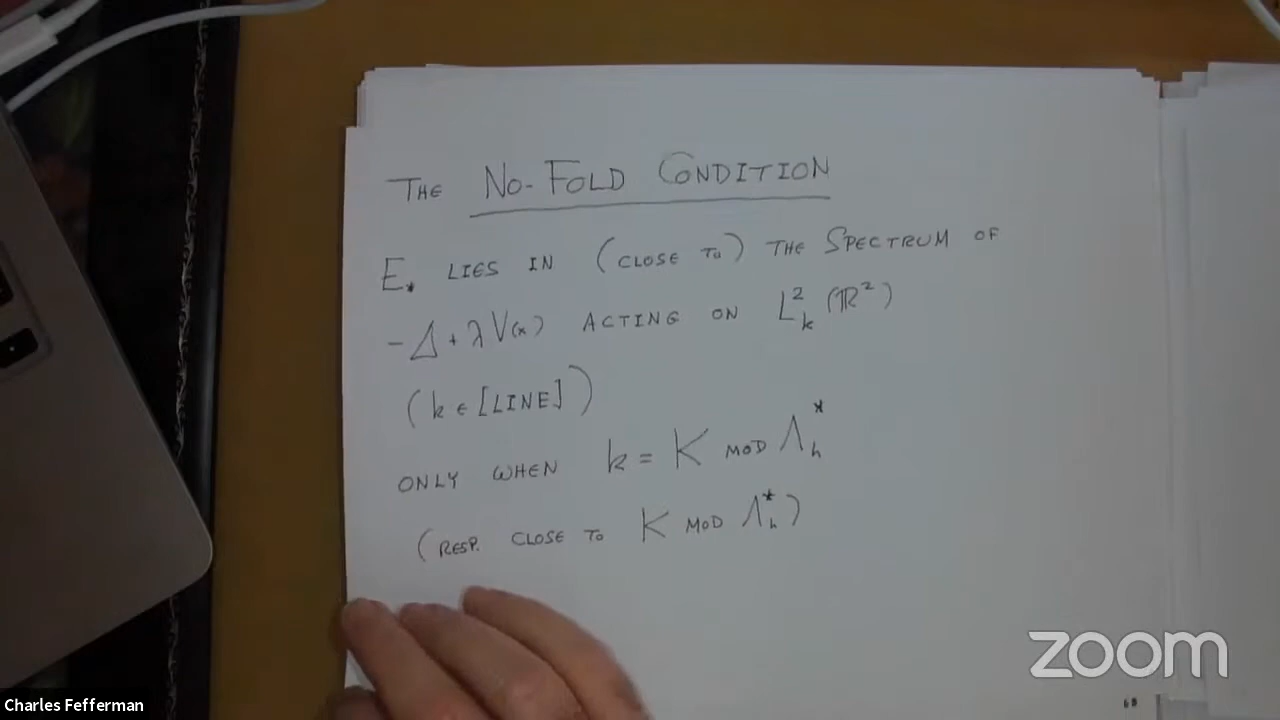 THE NO-FOLD CONDITION
E* LIES IN (CLOSE TO) THE SPECTRUM OF
-Δ + λV(x) ACTING ON L²ₖ(ℝ²)
(k ∈ [LINE])
ONLY WHEN k = K MOD Λ*ₕ
(RESP. CLOSE TO K MOD Λ*ₕ)
zoom
Charles Fefferman